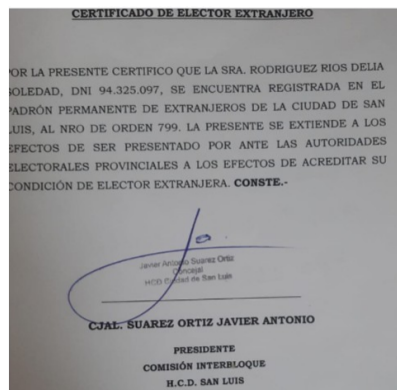 CERTIFICADO DE ELECTOR EXTRANJERO
POR LA PRESENTE CERTIFICO QUE LA SRA. RODRIGUEZ RIOS DELIA
SOLEDAD, DNI 94.325.097, SE ENCUENTRA REGISTRADA EN EL
PADRÓN PERMANENTE DE EXTRANJEROS DE LA CIUDAD DE SAN
LUIS, AL NRO DE ORDEN 799. LA PRESENTE SE EXTIENDE A LOS
EFECTOS DE SER PRESENTADO POR ANTE LAS AUTORIDADES
ELECTORALES PROVINCIALES A LOS EFECTOS DE ACREDITAR SU
CONDICIÓN DE ELECTOR EXTRANJERA. CONSTE.-
Javier Antonio Suarez Ortiz
Concejal
HCD Ciudad de San Luis
CJAL. SUAREZ ORTIZ JAVIER ANTONIO
PRESIDENTE
COMISIÓN INTERBLOQUE
H.C.D. SAN LUIS